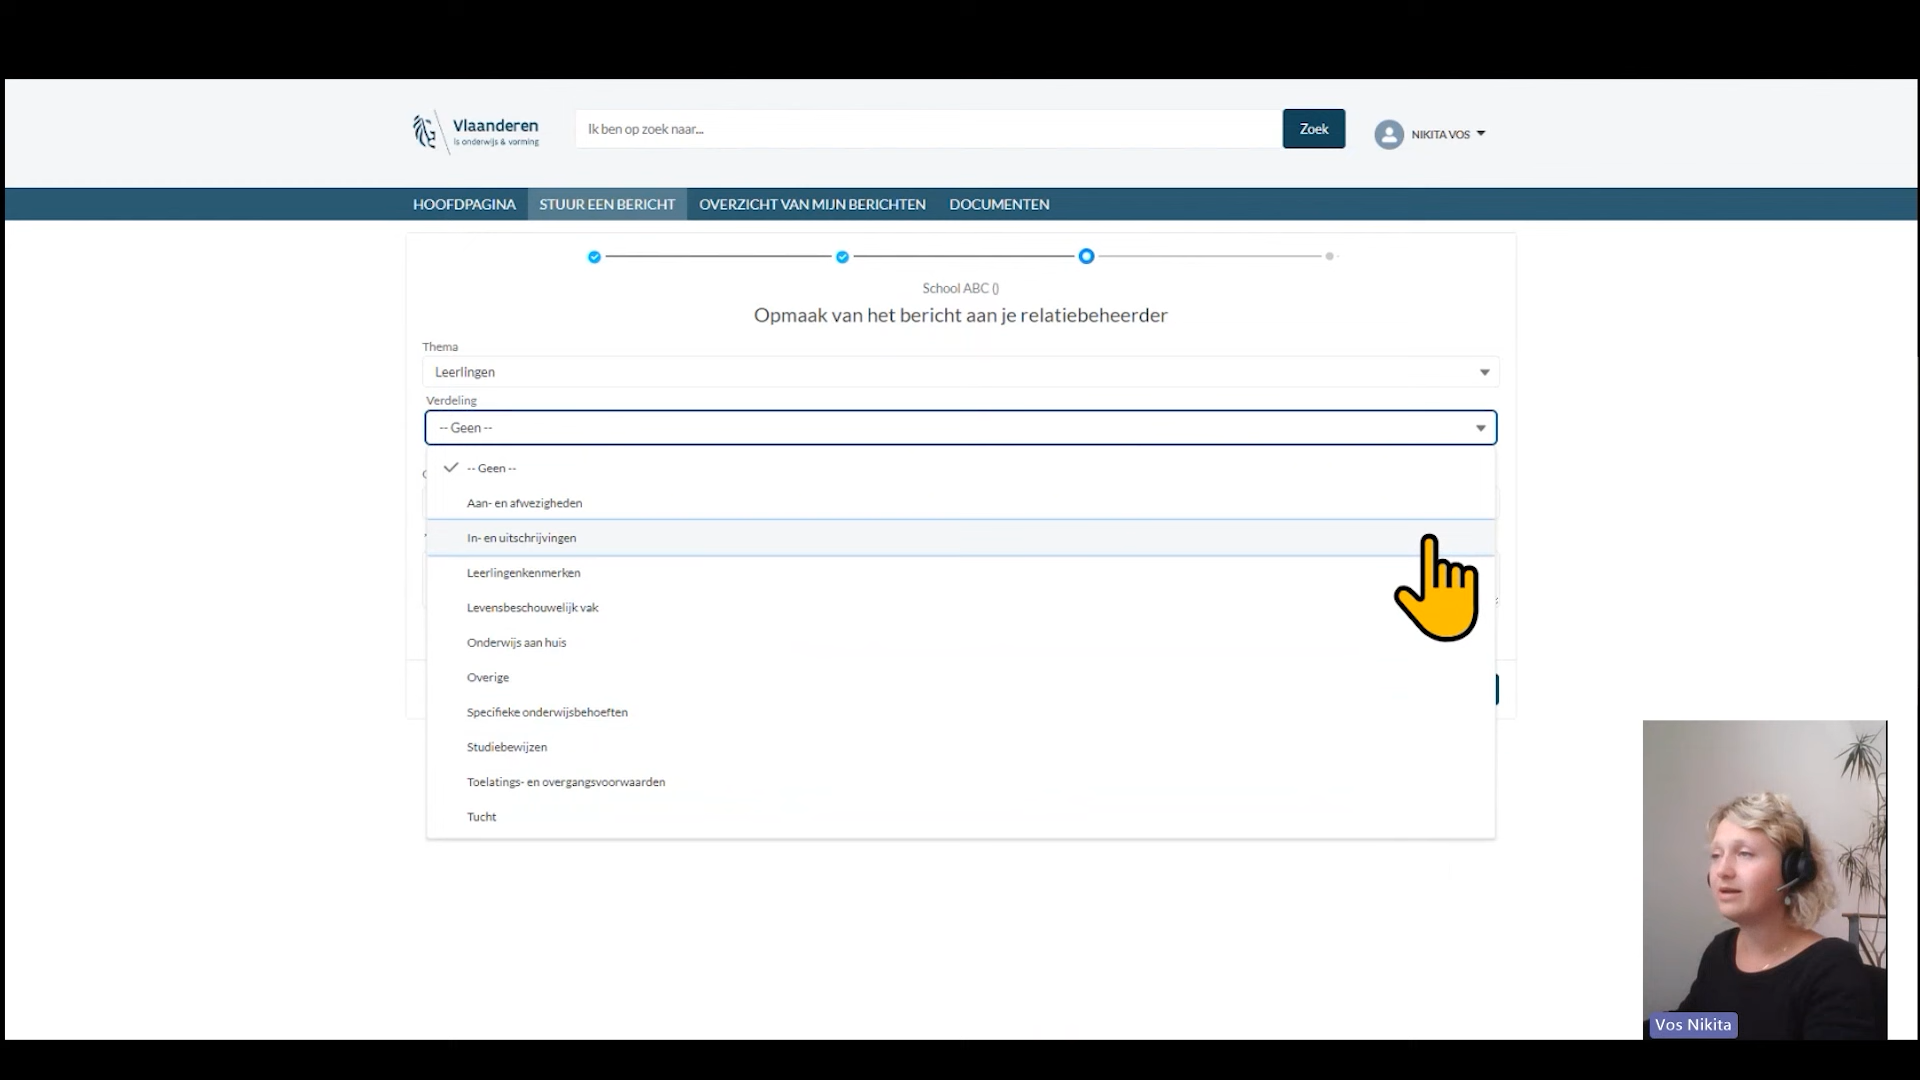 Vlaanderen
is onderwijs & vorming
Ik ben op zoek naar...
Zoek
NIKITA VOS
HOOFDPAGINA
STUUR EEN BERICHT
OVERZICHT VAN MIJN BERICHTEN
DOCUMENTEN
School ABC ()
Opmaak van het bericht aan je relatiebeheerder
Thema
Leerlingen
Verdeling
-- Geen --
-- Geen --
Aan- en afwezigheden
In- en uitschrijvingen
Leerlingenkenmerken
Levensbeschouwelijk vak
Onderwijs aan huis
Overige
Specifieke onderwijsbehoeften
Studiebewijzen
Toelatings- en overgangsvoorwaarden
Tucht
Vos Nikita